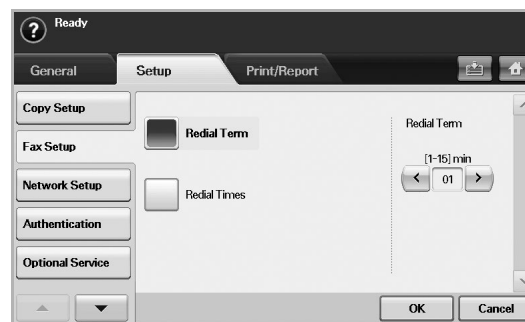 ? Ready
General Setup Print/Report
Copy Setup
Fax Setup
Network Setup
Authentication
Optional Service
Redial Term
Redial Times
Redial Term
[1-15] min
< 01 >
OK Cancel